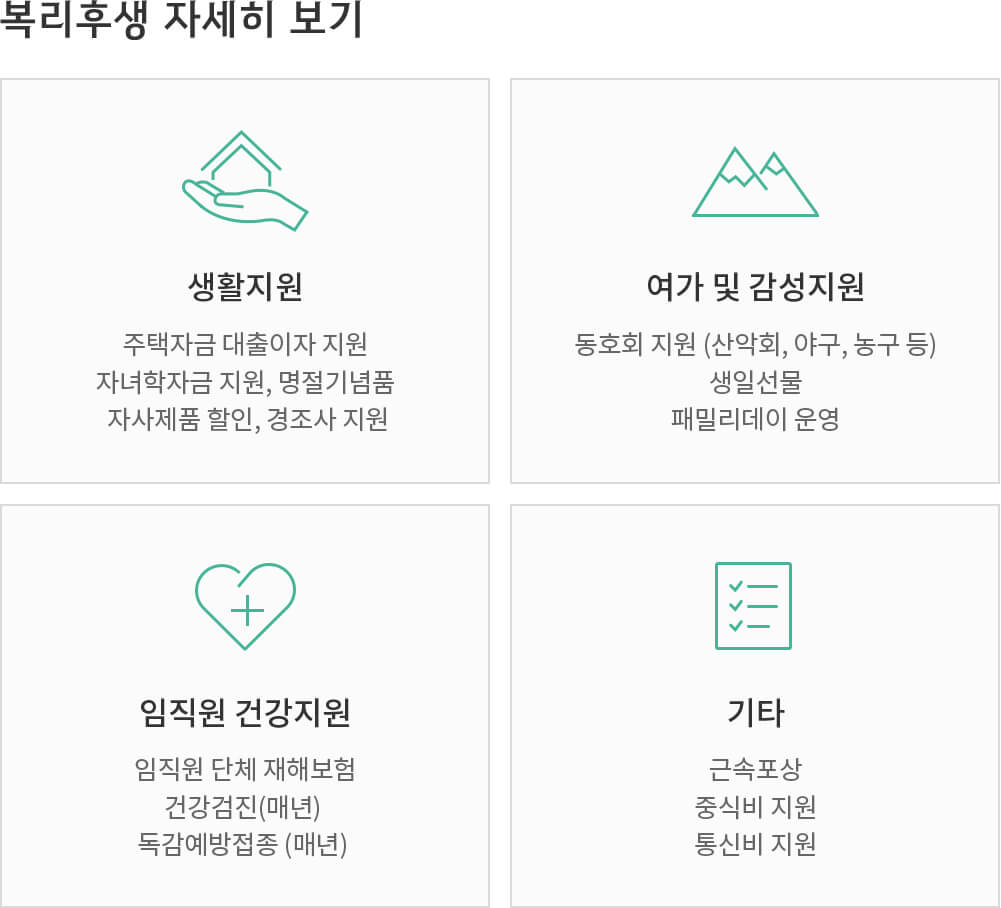 복리후생 자세히 보기
생활지원
주택자금 대출이자 지원
자녀학자금 지원, 명절기념품
자사제품 할인, 경조사 지원
여가 및 감성지원
동호회 지원 (산악회, 야구, 농구 등)
생일선물
패밀리데이 운영
임직원 건강지원
임직원 단체 재해보험
건강검진(매년)
독감예방접종 (매년)
기타
근속포상
중식비 지원
통신비 지원